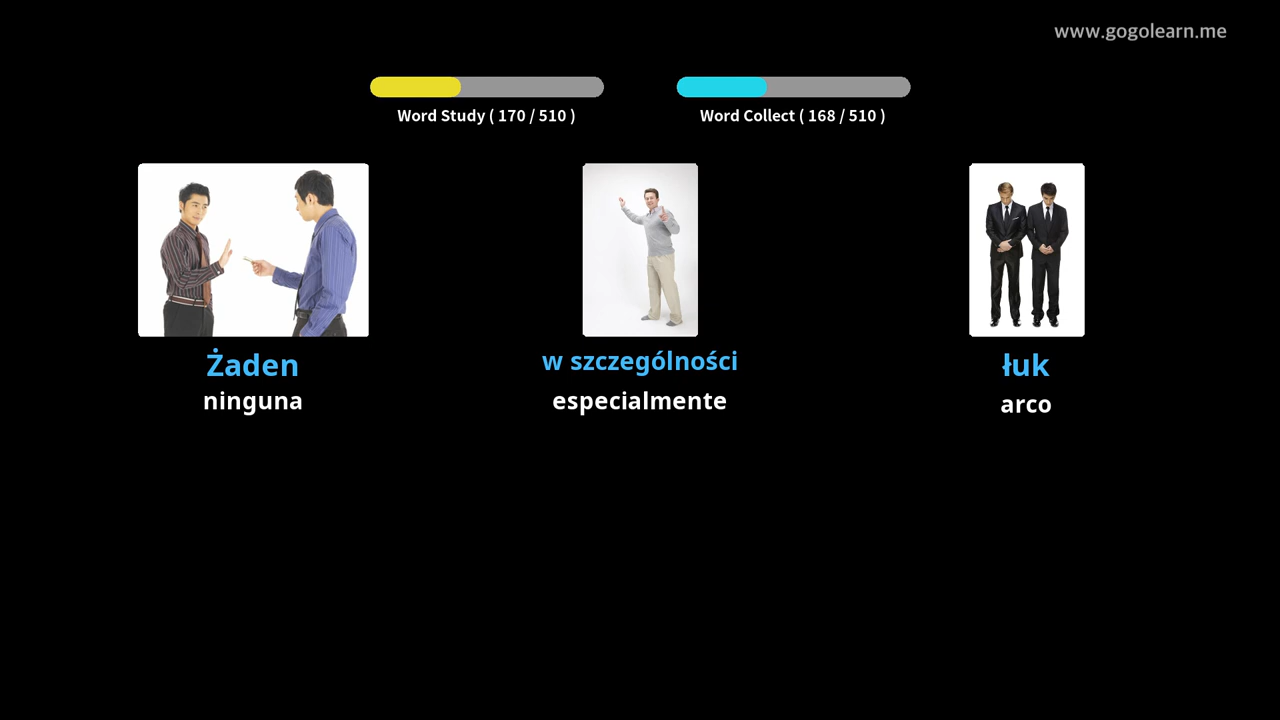 www.gogolearn.me
Word Study ( 170 / 510 )
Word Collect ( 168 / 510 )
Żaden
ninguna
w szczególności
especialmente
łuk
arco